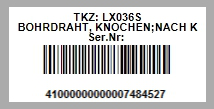 TKZ: LX036S
BOHRDRAHT, KNOCHEN;NACH K
Ser.Nr:
41000000000007484527